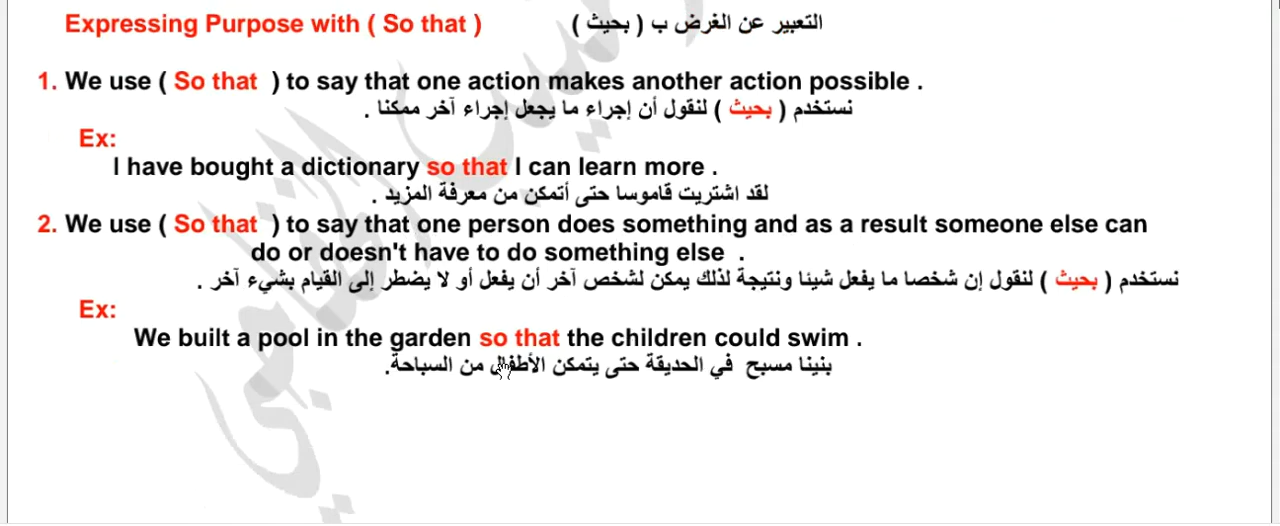 Expressing Purpose with ( So that ) التعبير عن الغرض ب ( بحيث )
1. We use ( So that ) to say that one action makes another action possible .
نستخدم ( بحيث ) لنقول أن إجراء ما يجعل إجراء آخر ممكنا .
Ex:
I have bought a dictionary so that I can learn more .
لقد اشتريت قاموسا حتى أتمكن من معرفة المزيد .
2. We use ( So that ) to say that one person does something and as a result someone else can
do or doesn't have to do something else .
نستخدم ( بحيث ) لنقول إن شخصا ما يفعل شيئا ونتيجة لذلك يمكن لشخص آخر أن يفعل أو لا يضطر إلى القيام بشيء آخر .
Ex:
We built a pool in the garden so that the children could swim .
بنينا مسبح في الحديقة حتى يتمكن الأطفال من السباحة.